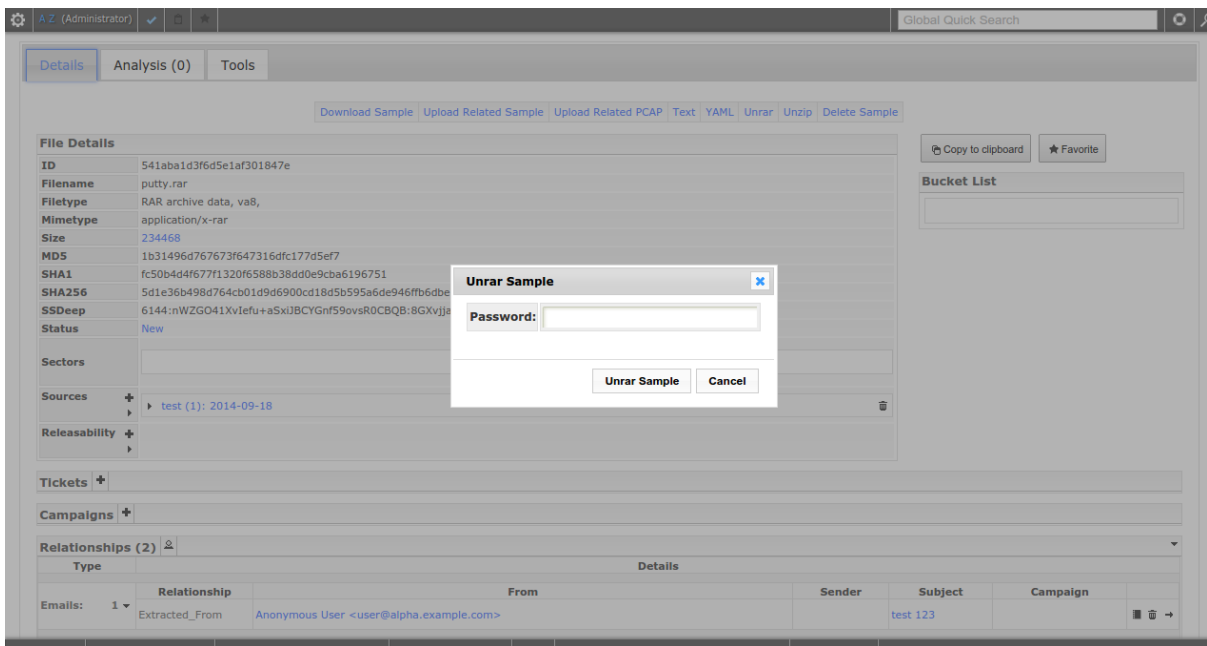 A Z (Administrator)
Global Quick Search
Details Analysis (0) Tools
Download Sample Upload Related Sample Upload Related PCAP Text YAML Unrar Unzip Delete Sample
File Details
Copy to clipboard Favorite
ID 541aba1d3f6d5e1af301847e
Filename putty.rar
Bucket List
Filetype RAR archive data, va8,
Mimetype application/x-rar
Size 234468
MD5 1b31496d767673f647316dfc177d5ef7
SHA1 fc50b4d4f677f1320f6588b38dd0e9cba6196751
SHA256 5d1e36b498d764cb01d9d6900cd18d5b595a6de946ffb6dbe
SSDeep 6144:nWZGO41XvIefu+aSxiJBCYGnf59ovsR0CBQB:8GXvjja
Status New
Unrar Sample
Password:
Unrar Sample Cancel
Sectors
Sources test (1): 2014-09-18
Releasability
Tickets
Campaigns
Relationships (2)
Type Details
Relationship From Sender Subject Campaign
Emails: 1 Extracted_From Anonymous User <user@alpha.example.com> test 123